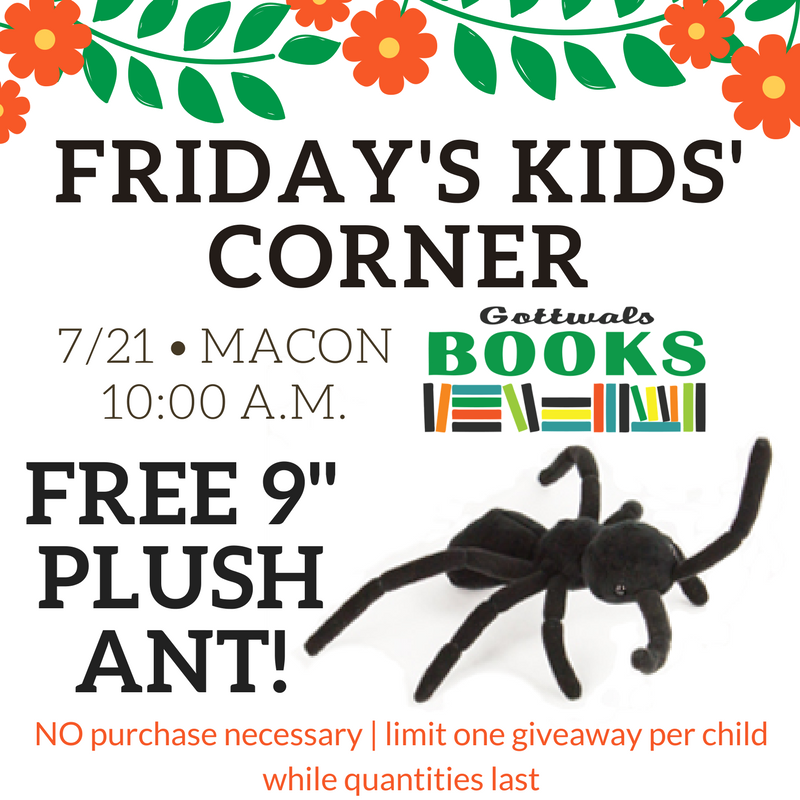 FRIDAY'S KIDS'
CORNER
7/21 • MACON
10:00 A.M.
Gottwals
BOOKS
FREE 9"
PLUSH
ANT!
NO purchase necessary | limit one giveaway per child
while quantities last